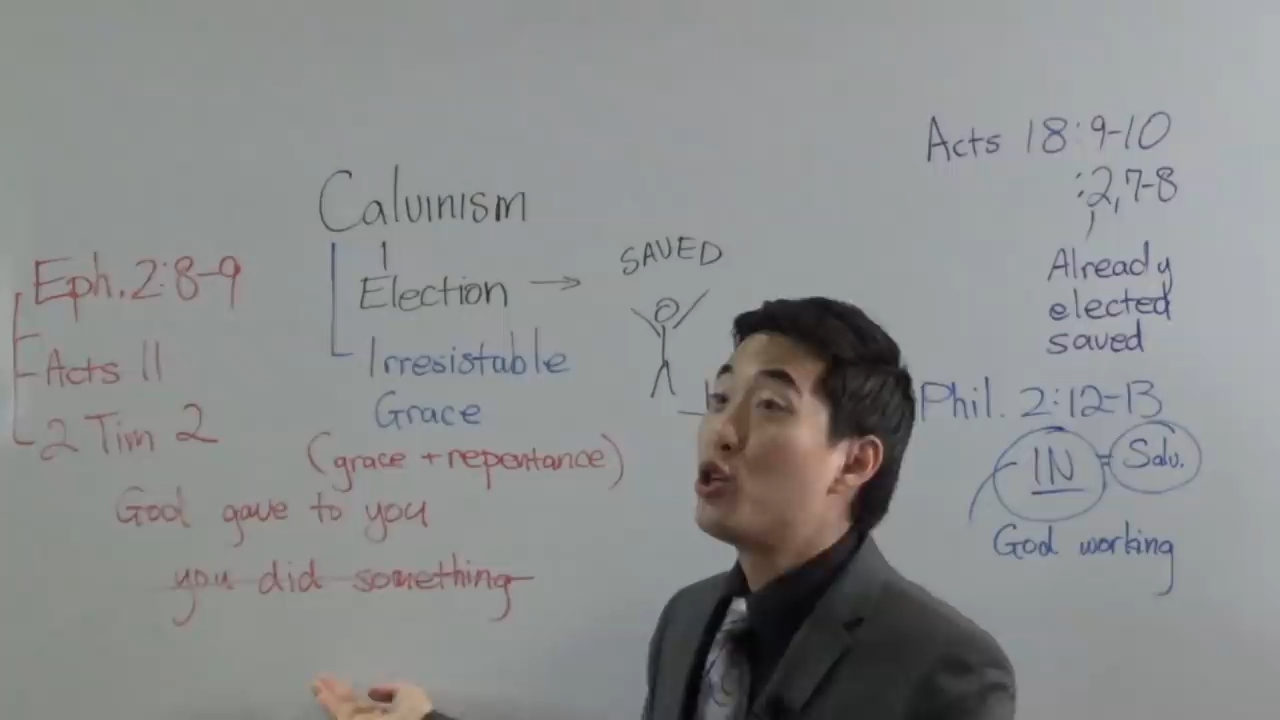 Eph. 2:8-9
Acts 11
2 Tim 2
Calvinism
Election → SAVED
Irresistable
Grace
(grace + repentance)
God gave to you
you did something
Acts 18:9-10
:2,7-8
Already
elected
saved
Phil. 2:12-13
IN = Salv.
God working